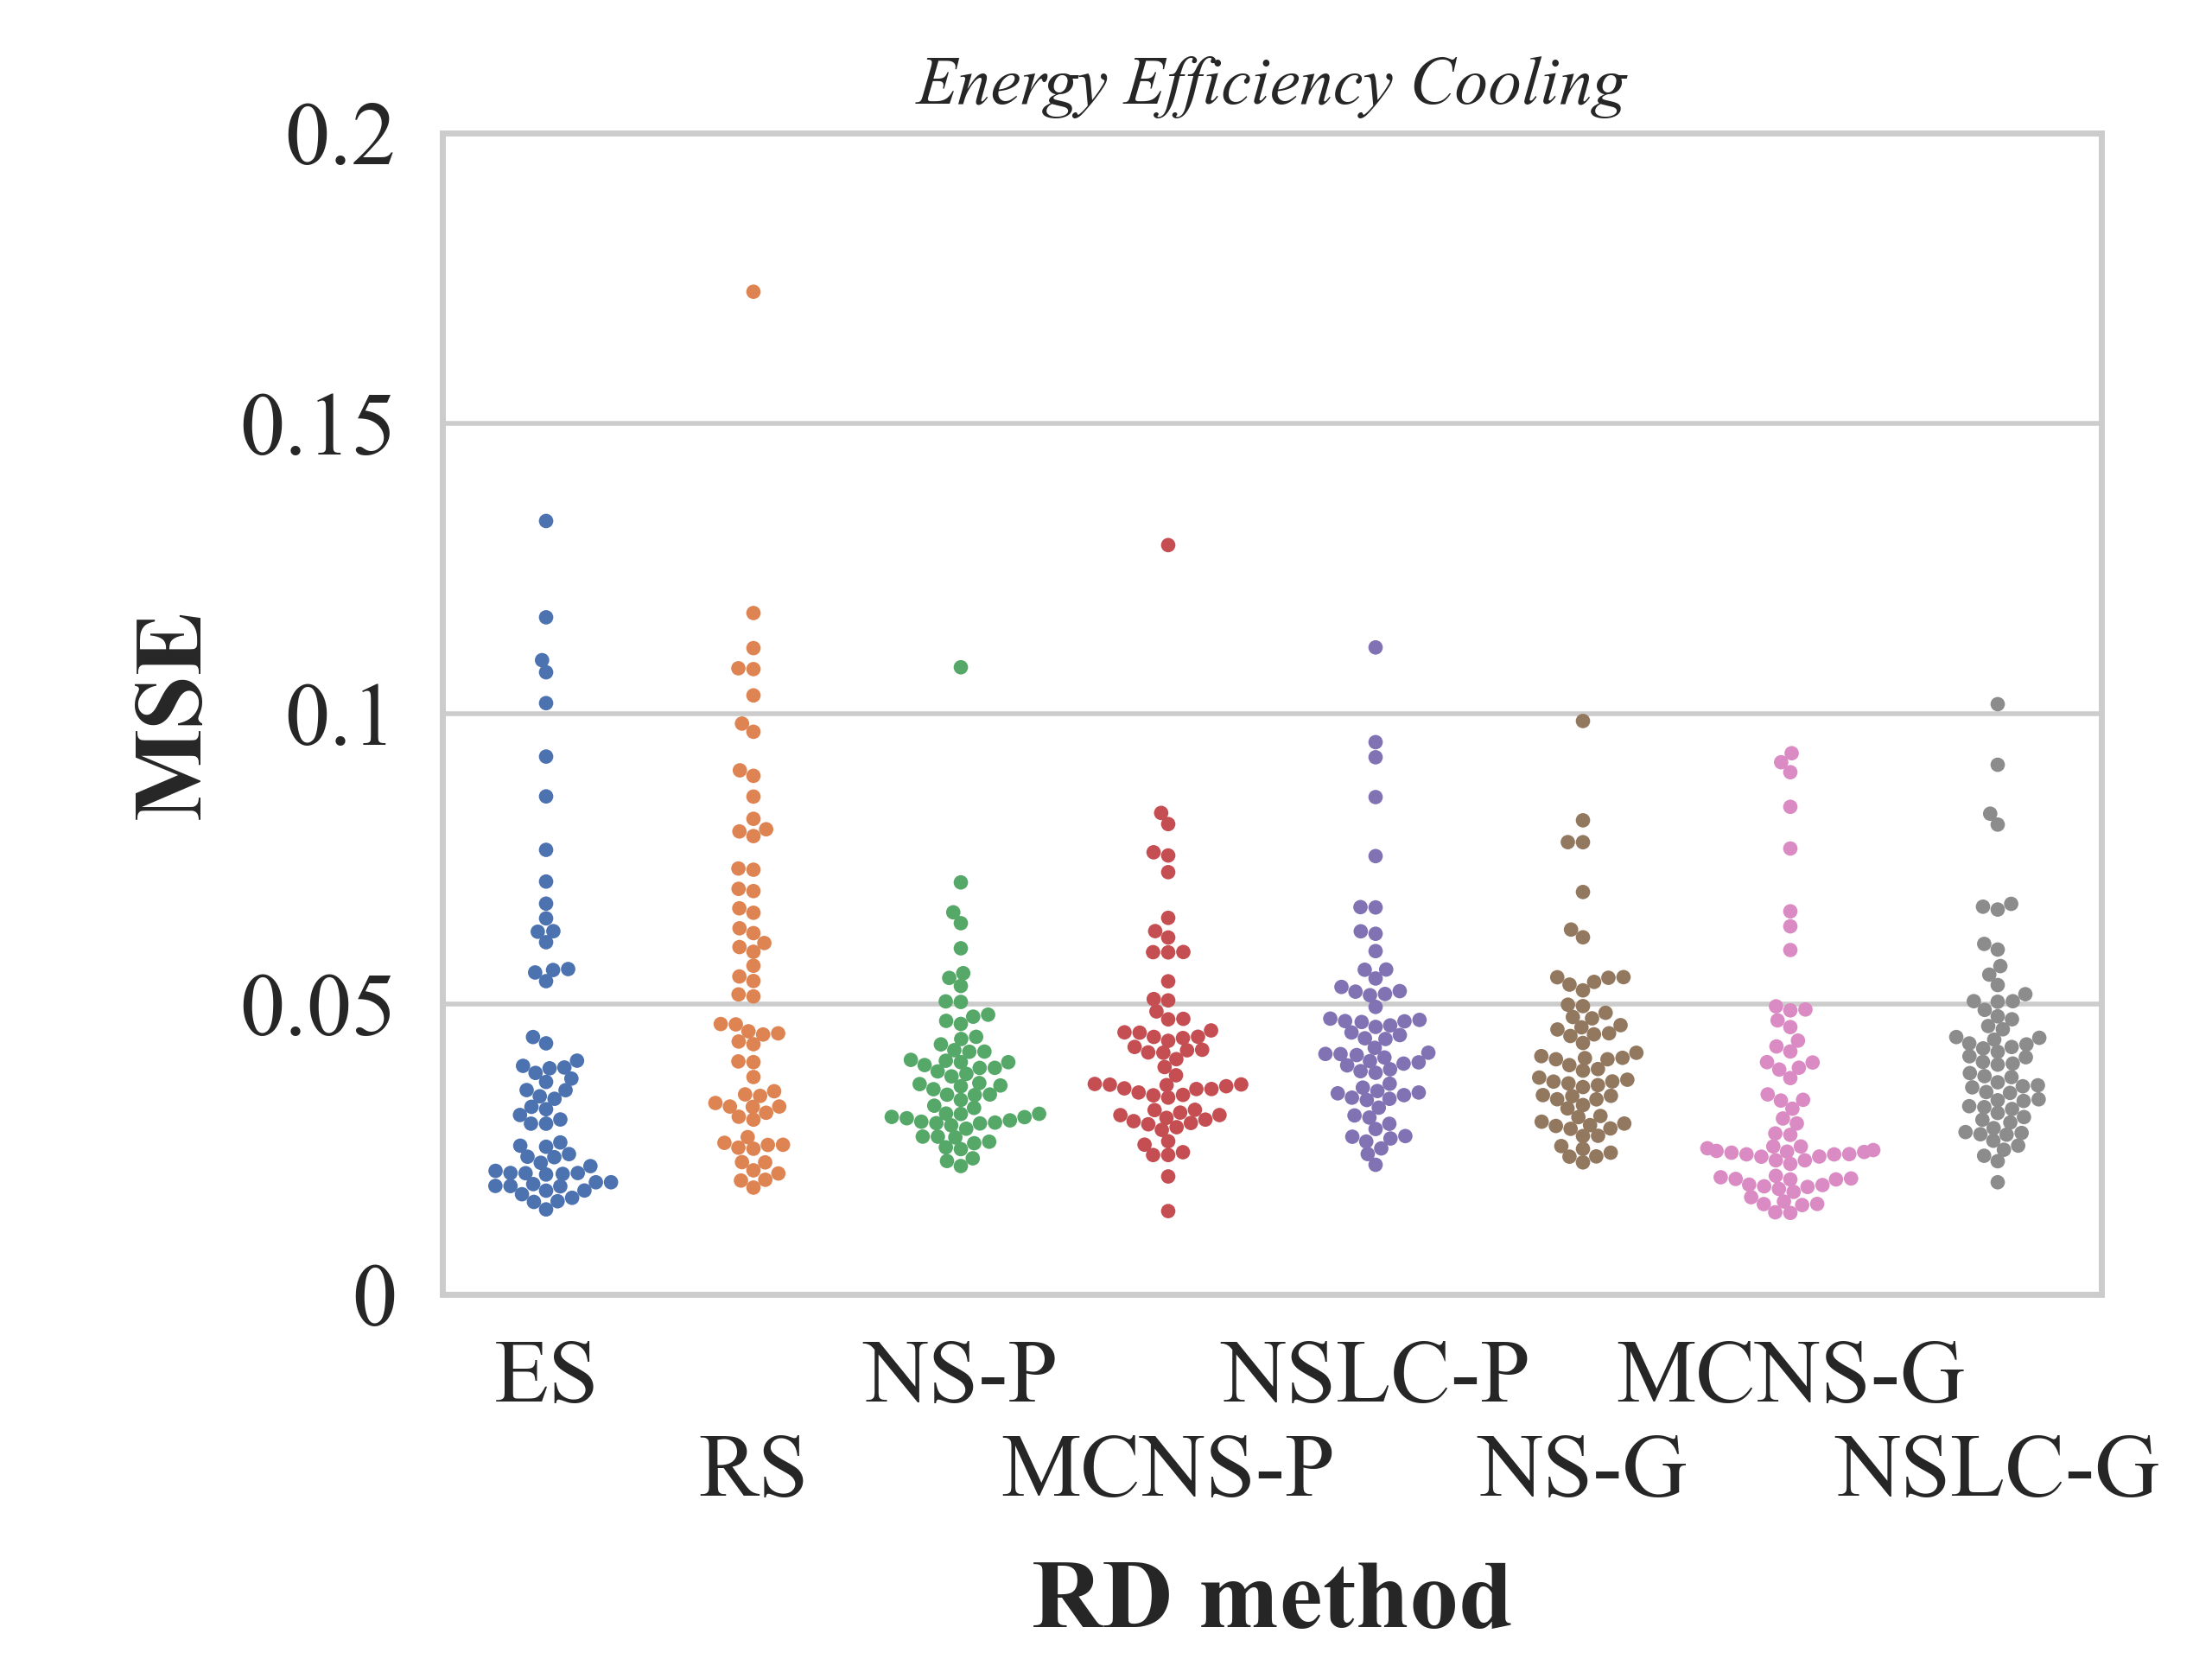 Energy Efficiency Cooling
0.2
0.15
0.1
0.05
0
MSE
ES
NS-P
NSLC-P
MCNS-G
RS
MCNS-P
NS-G
NSLC-G
RD method